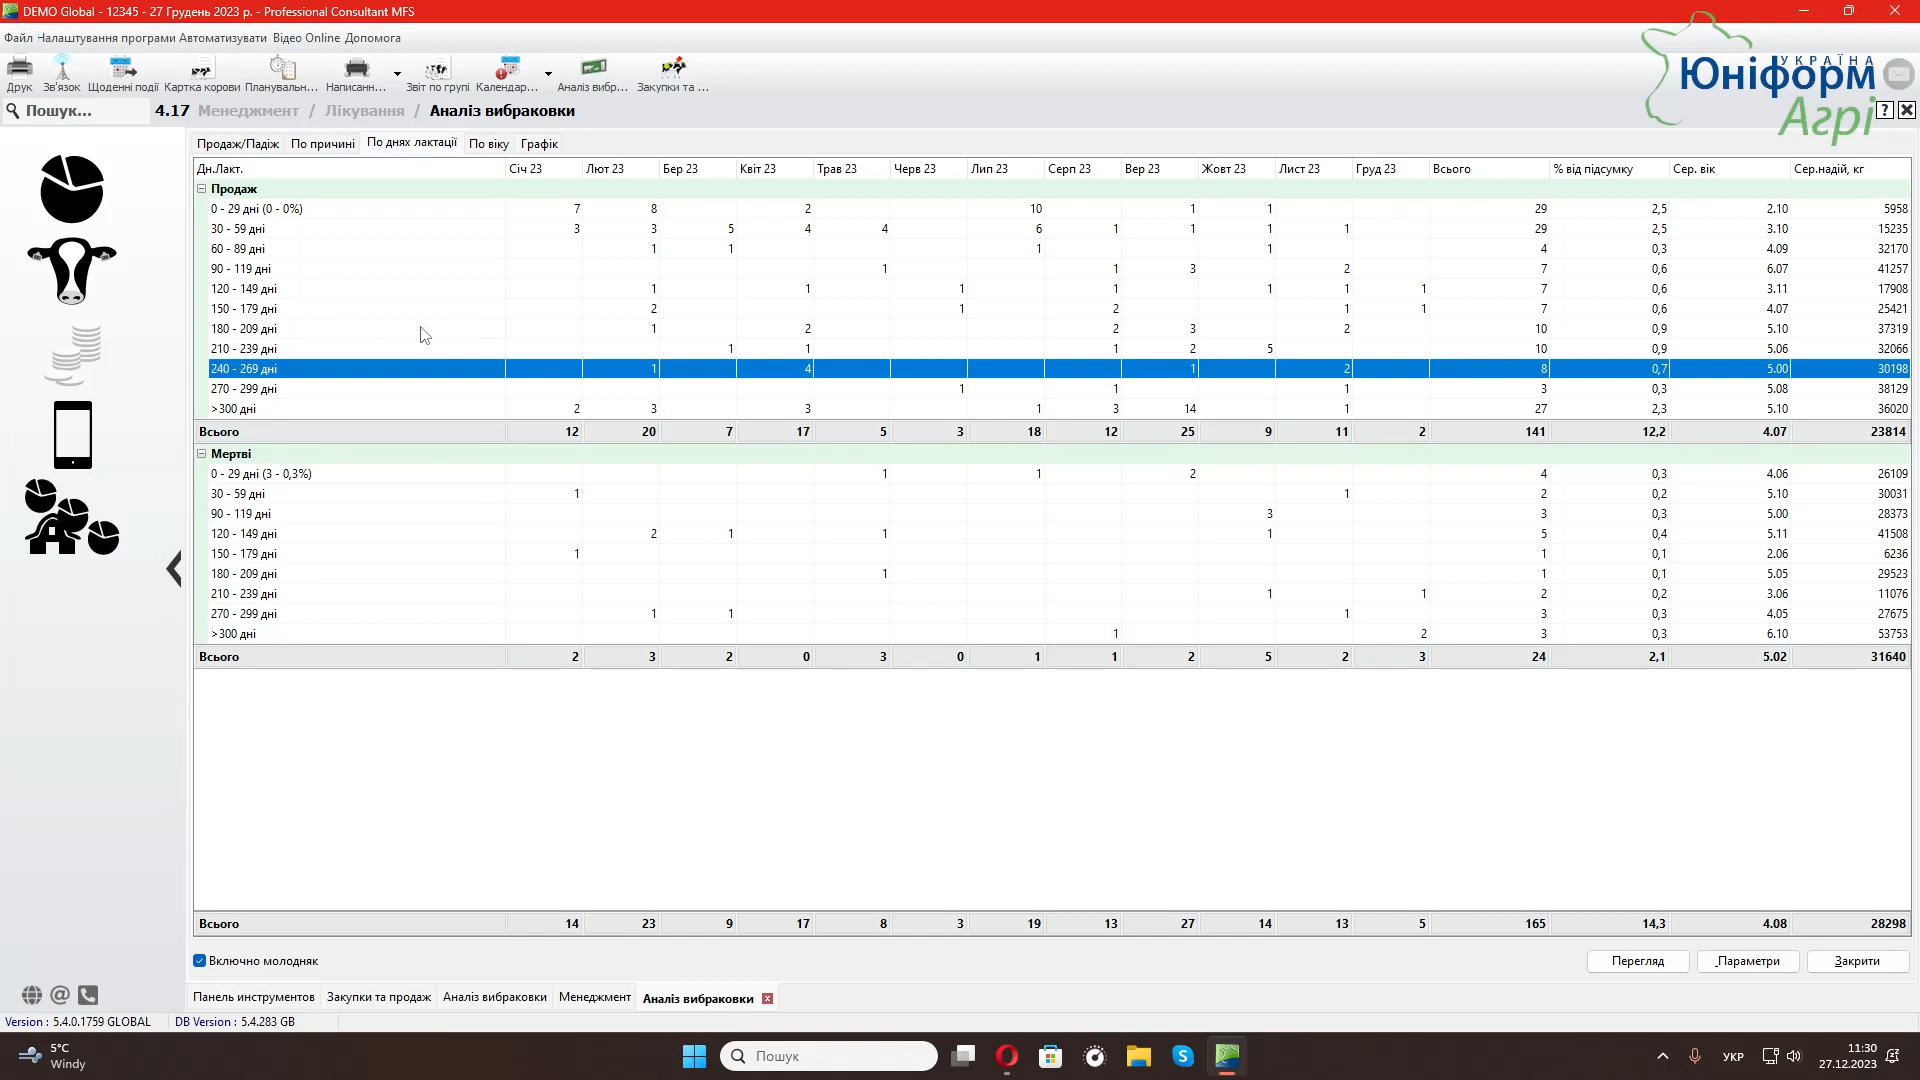 DEMO Global - 12345 - 27 Грудень 2023 р. - Professional Consultant MFS
Файл Налаштування програми Автоматизувати Відео Online Допомога
Друк Зв'язок Щоденні події Картка корови Планувальн... Написанн... Звіт по групі Календар... Аналіз вибр... Закупки та ...
УКРАЇНА
Юніформ
Агрі
Пошук... 4.17 Менеджмент / Лікування / Аналіз вибраковки
Продаж/Падіж По причині По днях лактації По віку Графік
Дн.Лакт. Січ 23 Лют 23 Бер 23 Квіт 23 Трав 23 Черв 23 Лип 23 Серп 23 Вер 23 Жовт 23 Лист 23 Груд 23 Всього % від підсумку Сер. вік Сер.надій, кг
Продаж
0 - 29 дні (0 - 0%) 7 8 2 10 1 1 29 2,5 2.10 5958
30 - 59 дні 3 3 5 4 4 6 1 1 1 1 29 2,5 3.10 15235
60 - 89 дні 1 1 1 1 4 0,3 4.09 32170
90 - 119 дні 1 1 3 2 7 0,6 6.07 41257
120 - 149 дні 1 1 1 1 1 1 1 7 0,6 3.11 17908
150 - 179 дні 2 1 2 1 1 7 0,6 4.07 25421
180 - 209 дні 1 2 2 3 2 10 0,9 5.10 37319
210 - 239 дні 1 1 1 2 5 10 0,9 5.06 32066
240 - 269 дні 1 4 1 2 8 0,7 5.00 30198
270 - 299 дні 1 1 1 3 0,3 5.08 38129
>300 дні 2 3 3 1 3 14 1 27 2,3 5.10 36020
Всього 12 20 7 17 5 3 18 12 25 9 11 2 141 12,2 4.07 23814
Мертві
0 - 29 дні (3 - 0,3%) 1 1 2 4 0,3 4.06 26109
30 - 59 дні 1 1 2 0,2 5.10 30031
90 - 119 дні 3 3 0,3 5.00 28373
120 - 149 дні 2 1 1 1 5 0,4 5.11 41508
150 - 179 дні 1 1 0,1 2.06 6236
180 - 209 дні 1 1 0,1 5.05 29523
210 - 239 дні 1 1 2 0,2 3.06 11076
270 - 299 дні 1 1 1 3 0,3 4.05 27675
>300 дні 1 2 3 0,3 6.10 53753
Всього 2 3 2 0 3 0 1 1 2 5 2 3 24 2,1 5.02 31640
Всього 14 23 9 17 8 3 19 13 27 14 13 5 165 14,3 4.08 28298
Включно молодняк Перегляд Параметри Закрити
Панель инструментов Закупки та продаж Аналіз вибраковки Менеджмент Аналіз вибраковки
Version : 5.4.0.1759 GLOBAL DB Version : 5.4.283 GB
5°C
Windy
Пошук
УКР
11:30
27.12.2023